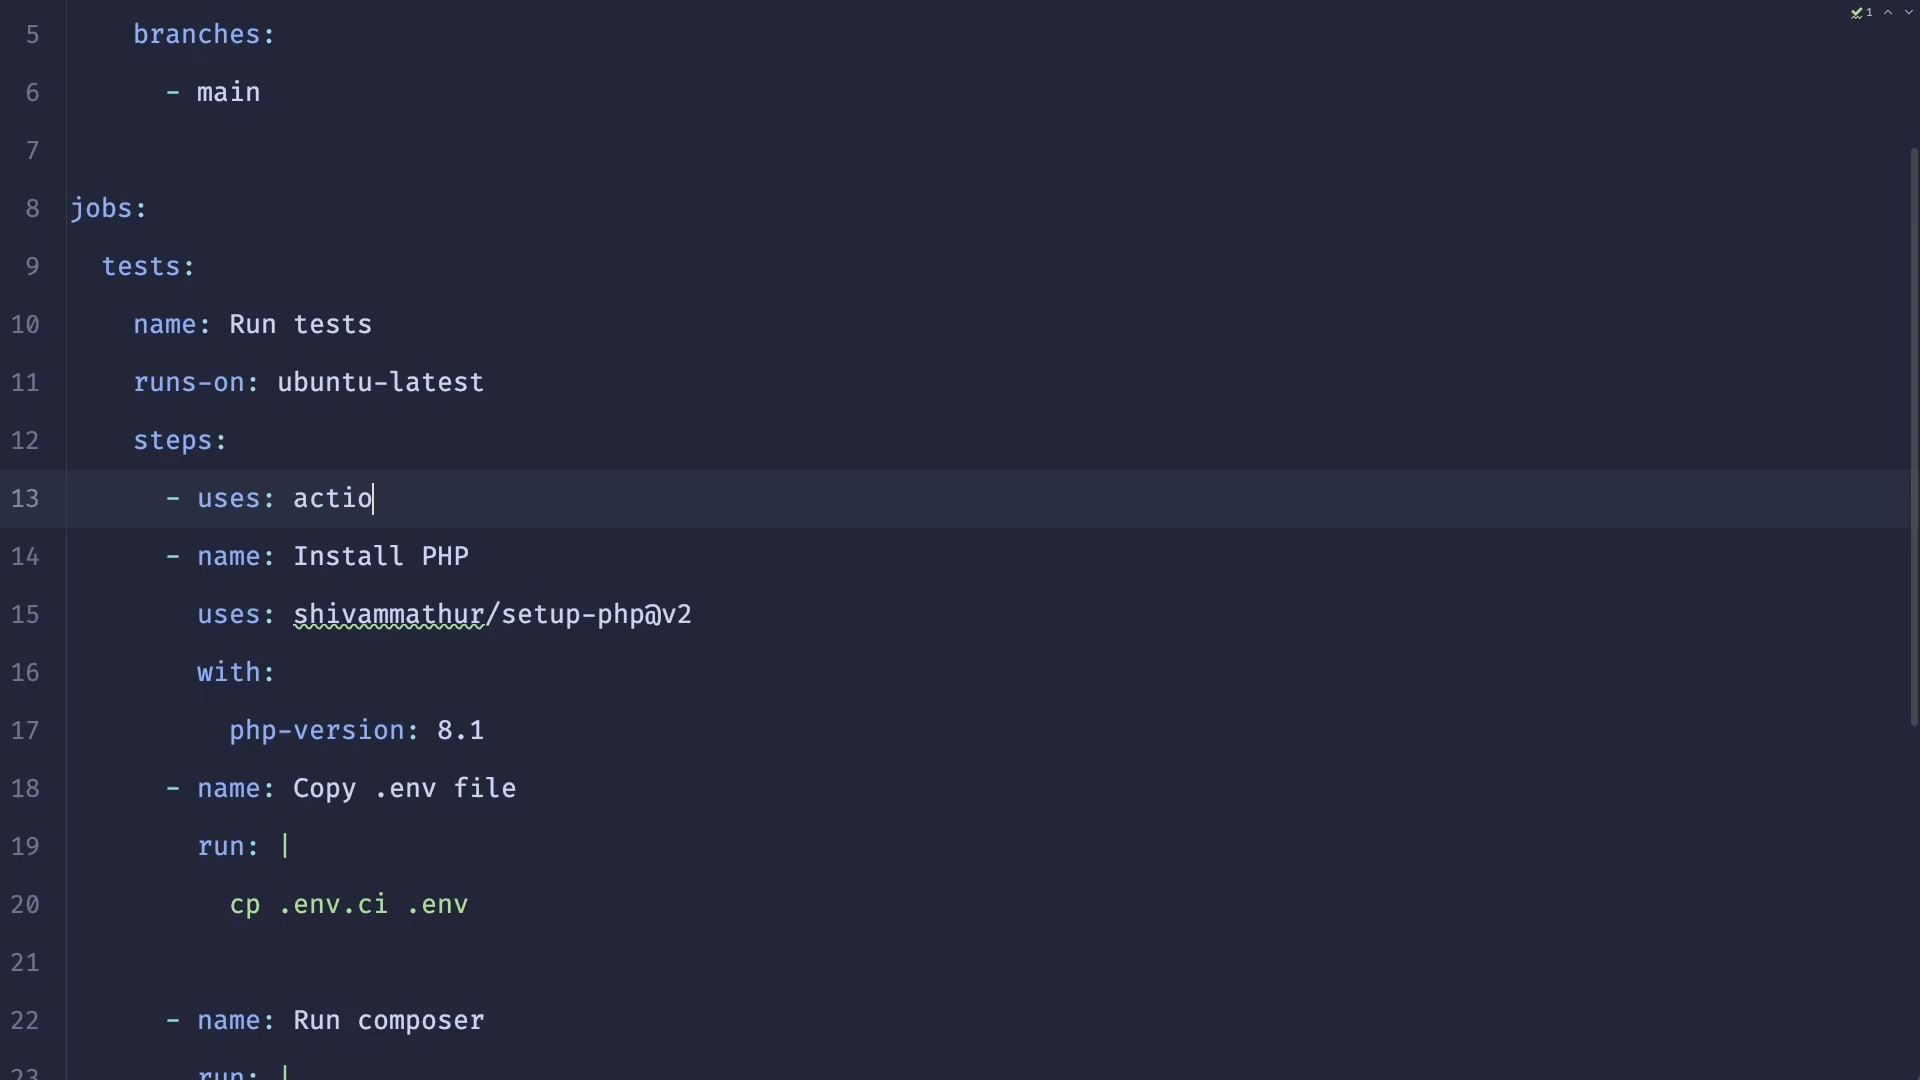 1
5 branches:
6 - main
7
8 jobs:
9 tests:
10 name: Run tests
11 runs-on: ubuntu-latest
12 steps:
13 - uses: actio
14 - name: Install PHP
15 uses: shivammathur/setup-php@v2
16 with:
17 php-version: 8.1
18 - name: Copy .env file
19 run: |
20 cp .env.ci .env
21
22 - name: Run composer
23 run: |